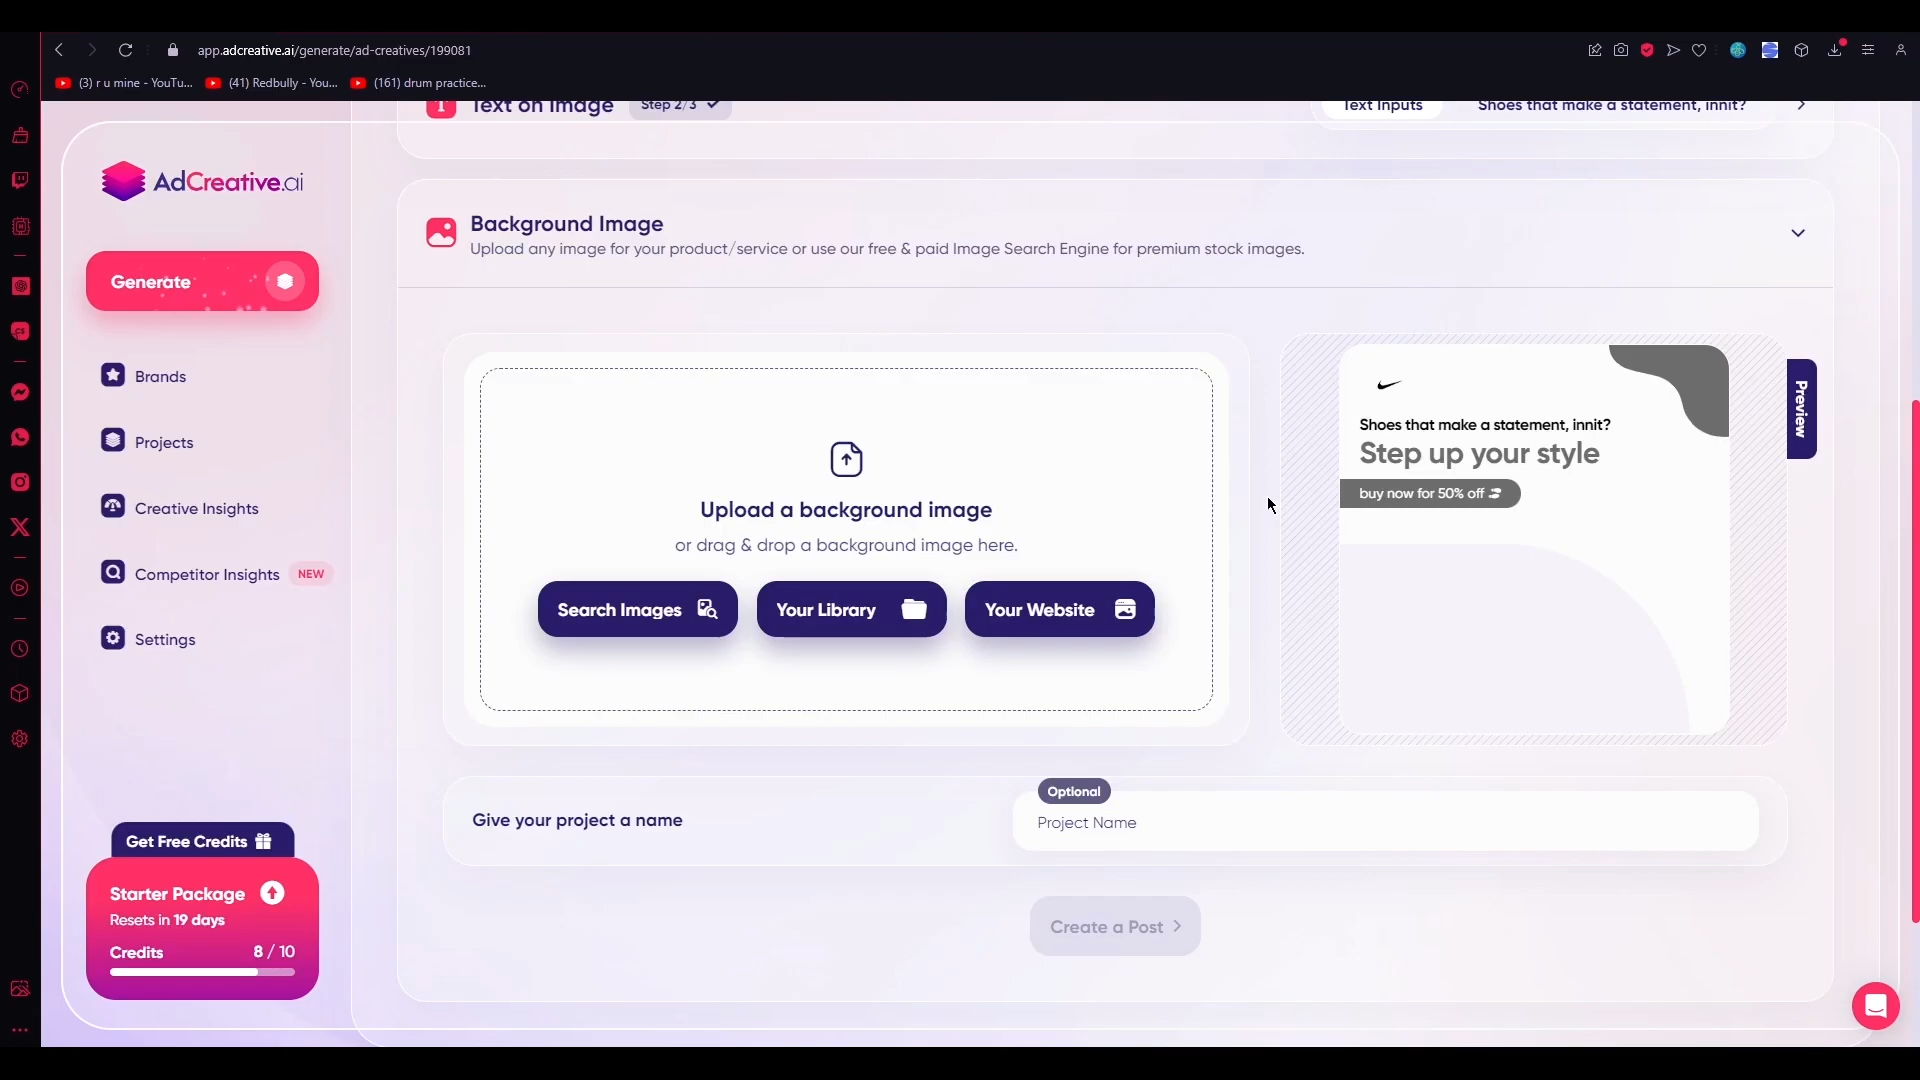 app.adcreative.ai/generate/ad-creatives/199081
(3) r u mine - YouTu...
(41) Redbully - You...
(161) drum practice...
Text on Image
Step 2/3
Text Inputs
Shoes that make a statement, innit?
AdCreative.ai
Generate
Brands
Projects
Creative Insights
Competitor Insights NEW
Settings
Get Free Credits
Starter Package
Resets in 19 days
Credits 8 / 10
Background Image
Upload any image for your product/service or use our free & paid Image Search Engine for premium stock images.
Upload a background image
or drag & drop a background image here.
Search Images
Your Library
Your Website
Shoes that make a statement, innit?
Step up your style
buy now for 50% off
Preview
Give your project a name
Optional
Project Name
Create a Post